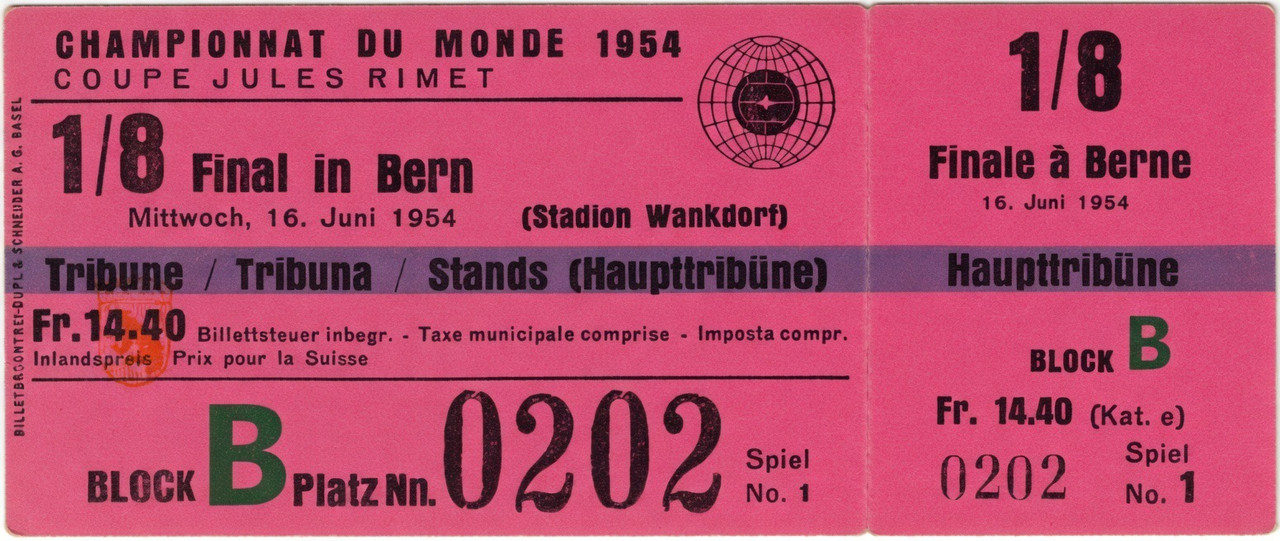 CHAMPIONNAT DU MONDE 1954
COUPE JULES RIMET
1/8 Final in Bern
Mittwoch, 16. Juni 1954 (Stadion Wankdorf)
Tribune / Tribuna / Stands (Haupttribüne)
Fr. 14.40 Billettsteuer inbegr. - Taxe municipale comprise - Imposta compr.
Inlandspreis Prix pour la Suisse
BLOCK B Platz Nn. 0202 Spiel
No. 1
1/8
Finale à Berne
16. Juni 1954
Haupttribüne
BLOCK B
Fr. 14.40 (Kat. e)
0202 Spiel
No. 1
& SCHNEIDER A. G. BASEL